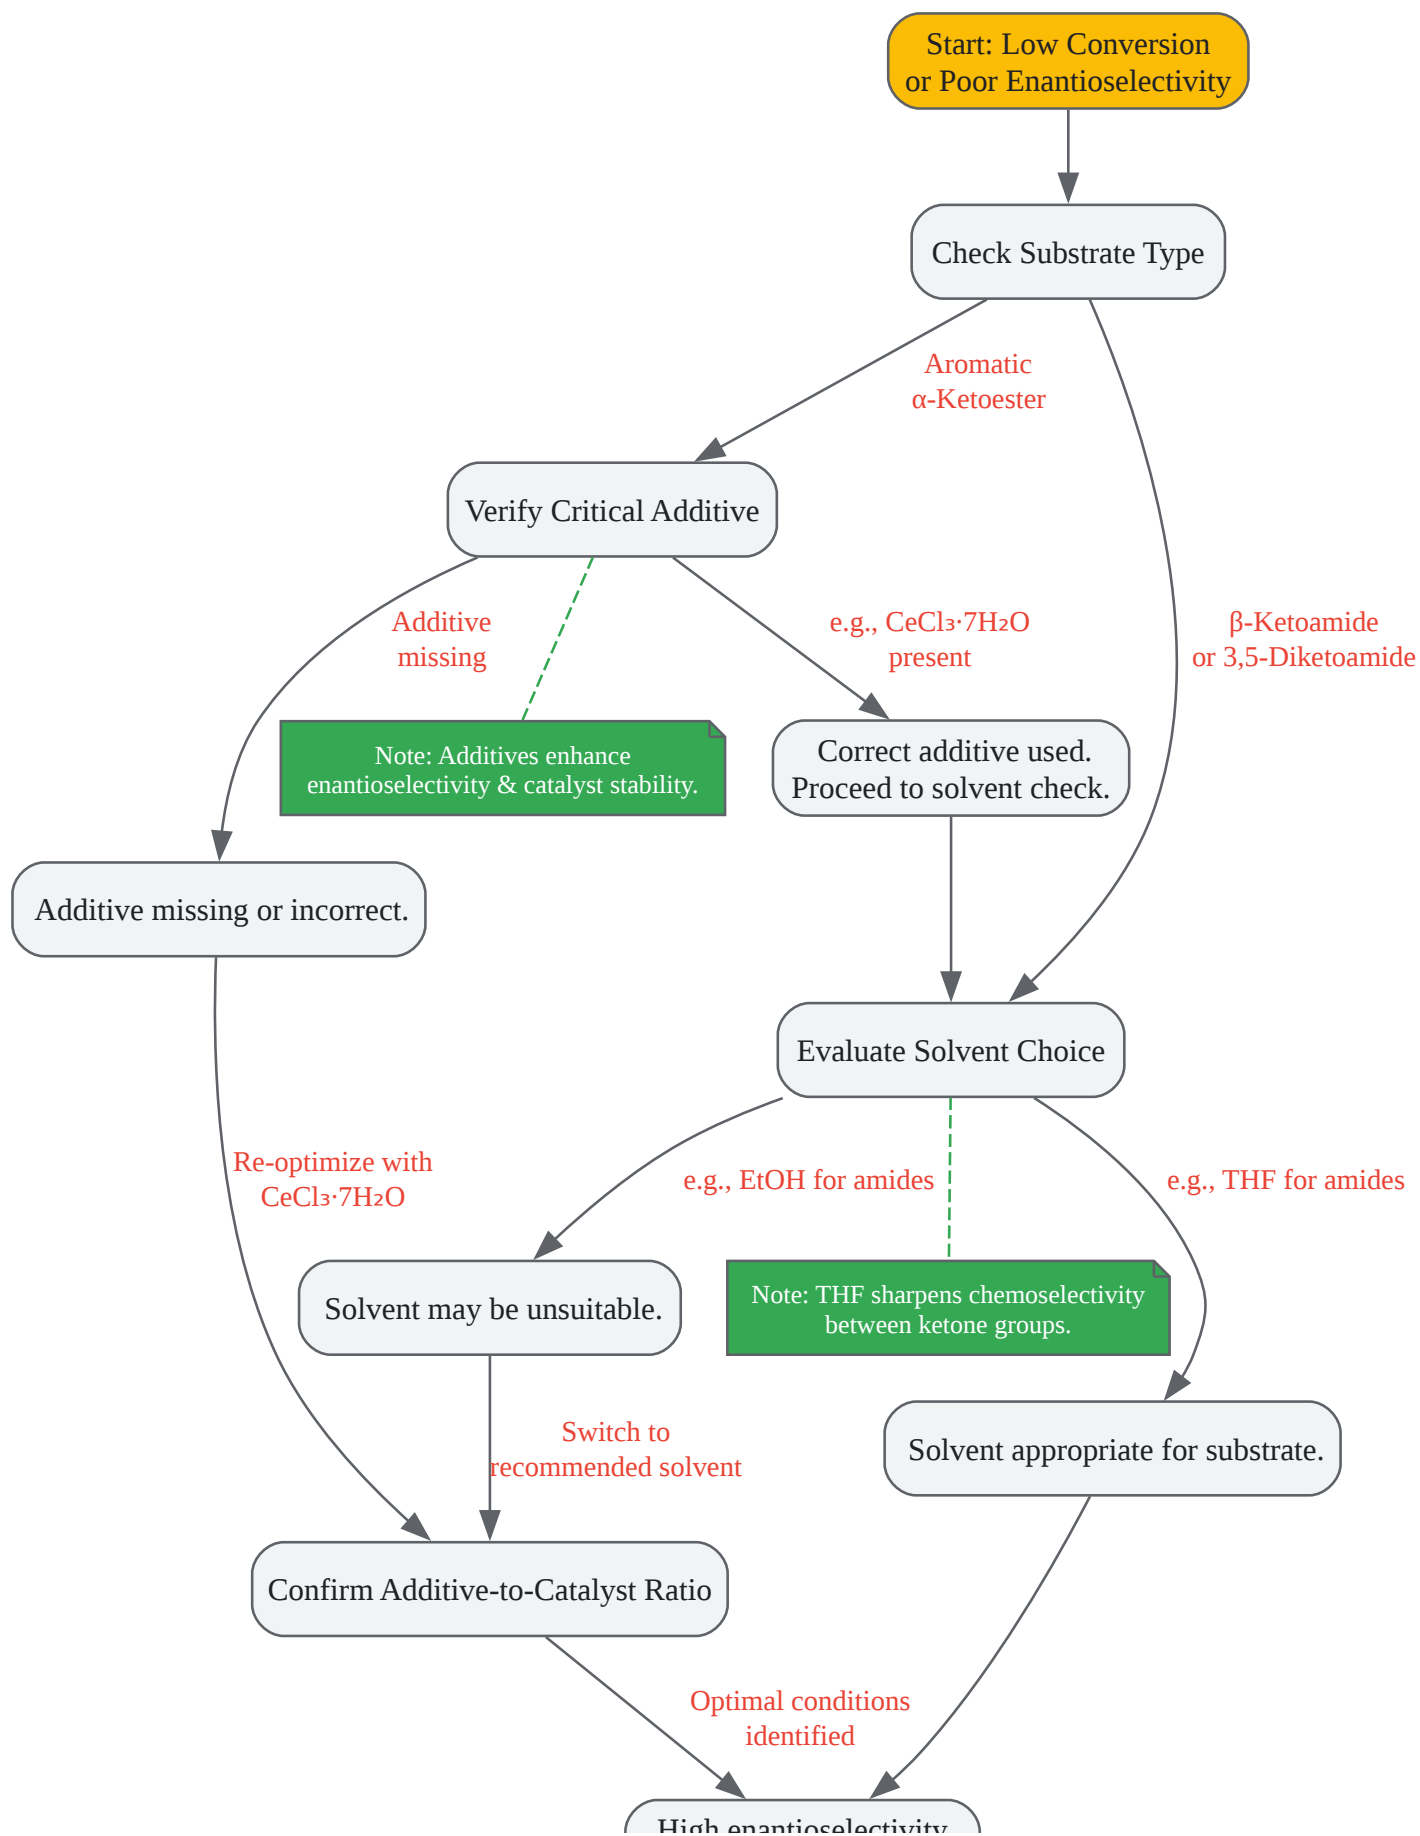 Start: Low Conversion
or Poor Enantioselectivity
Check Substrate Type
Aromatic
α-Ketoester
Verify Critical Additive
Additive
missing
e.g., CeCl₃·7H₂O
present
β-Ketoamide
or 3,5-Diketoamide
Note: Additives enhance
enantioselectivity & catalyst stability.
Correct additive used.
Proceed to solvent check.
Additive missing or incorrect.
Evaluate Solvent Choice
Re-optimize with
CeCl₃·7H₂O
e.g., EtOH for amides
e.g., THF for amides
Solvent may be unsuitable.
Note: THF sharpens chemoselectivity
between ketone groups.
Switch to
recommended solvent
Solvent appropriate for substrate.
Confirm Additive-to-Catalyst Ratio
Optimal conditions
identified
High enantioselectivity